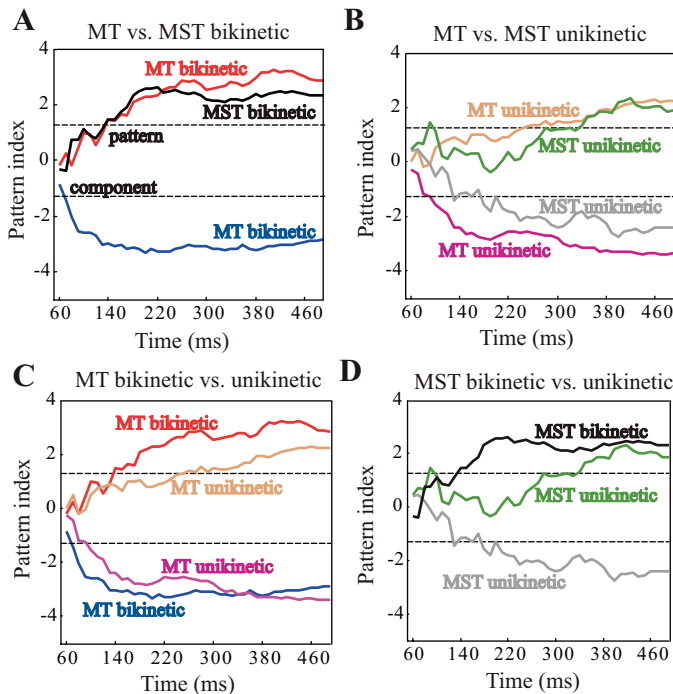 A
MT vs. MST bikinetic
Pattern index
4
2
0
-2
-4
MT bikinetic
MST bikinetic
pattern
component
MT bikinetic
60 140 220 300 380 460
Time (ms)
B
MT vs. MST unikinetic
Pattern index
4
2
0
-2
-4
MT unikinetic
MST unikinetic
MST unikinetic
MT unikinetic
60 140 220 300 380 460
Time (ms)
C
MT bikinetic vs. unikinetic
Pattern index
4
2
0
-2
-4
MT bikinetic
MT unikinetic
MT unikinetic
MT bikinetic
60 140 220 300 380 460
Time (ms)
D
MST bikinetic vs. unikinetic
Pattern index
4
2
0
-2
-4
MST bikinetic
MST unikinetic
MST unikinetic
60 140 220 300 380 460
Time (ms)